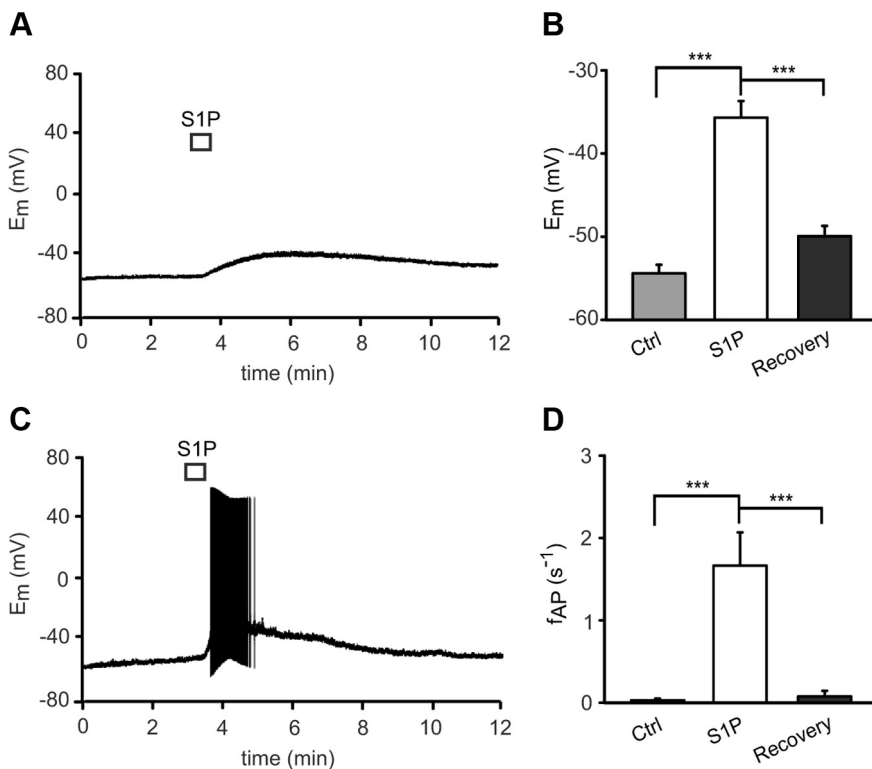 A
80
40
0
-40
-80
Em (mV)
S1P
0 2 4 6 8 10 12
time (min)
B
-30
-40
-50
-60
Em (mV)
*** ***
Ctrl S1P Recovery
C
80
40
0
-40
-80
Em (mV)
S1P
0 2 4 6 8 10 12
time (min)
D
3
2
1
0
fAP (s-1)
*** ***
Ctrl S1P Recovery